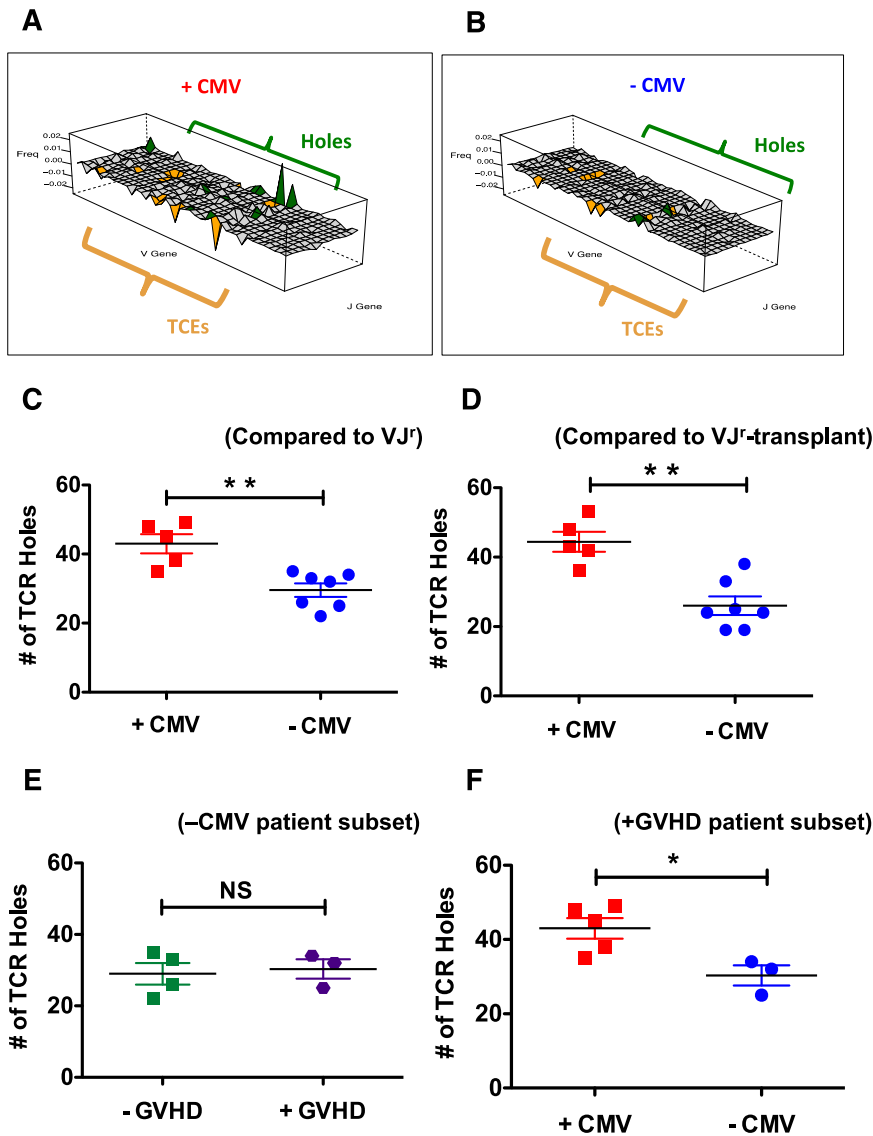 A
+ CMV
Holes
Freq
0.02
0.01
0.00
−0.01
−0.02
V Gene
J Gene
TCEs
B
- CMV
Holes
Freq
0.02
0.01
0.00
−0.01
−0.02
V Gene
J Gene
TCEs
C
(Compared to VJʳ)
* *
# of TCR Holes
60
40
20
0
+ CMV
- CMV
D
(Compared to VJʳ-transplant)
* *
# of TCR Holes
60
40
20
0
+ CMV
- CMV
E
(–CMV patient subset)
NS
# of TCR Holes
60
40
20
0
- GVHD
+ GVHD
F
(+GVHD patient subset)
*
# of TCR Holes
60
40
20
0
+ CMV
- CMV